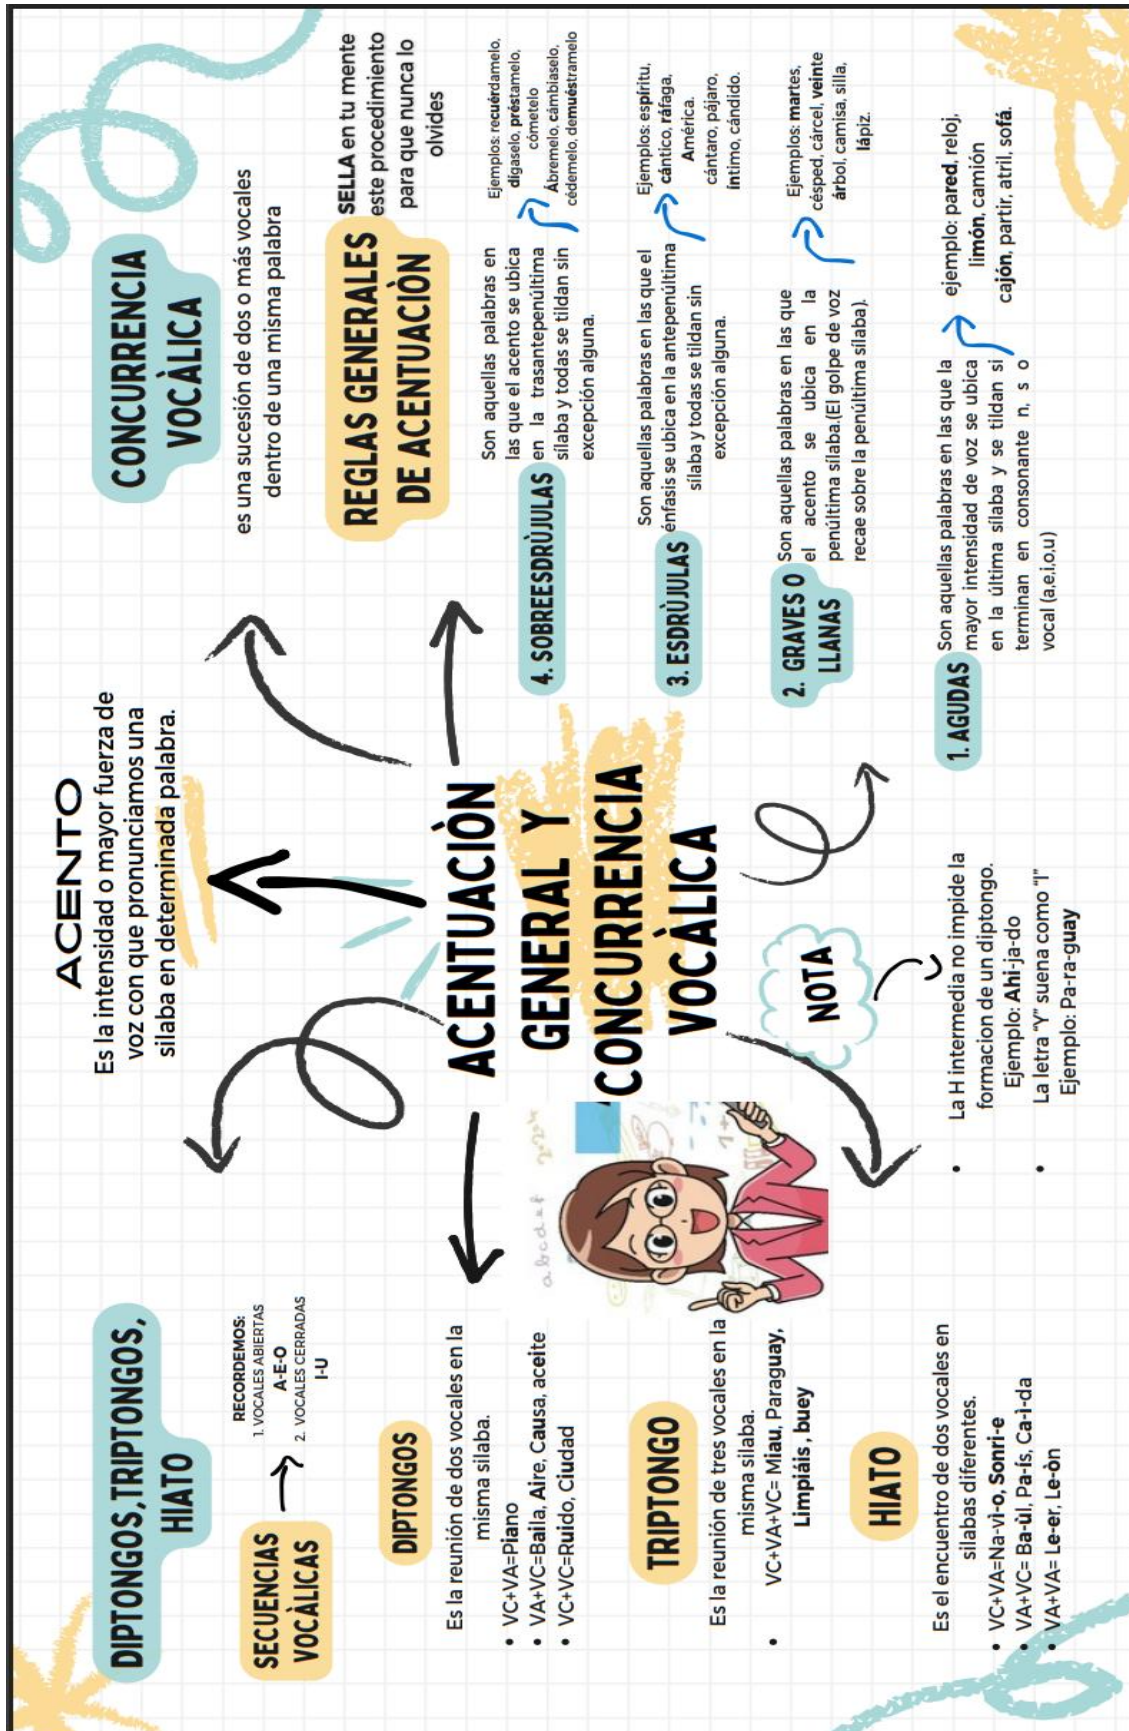 ACENTO
Es la intensidad o mayor fuerza de
voz con que pronunciamos una
silaba en determinada palabra.
DIPTONGOS,TRIPTONGOS,
HIATO
SECUENCIAS
VOCÀLICAS
RECORDEMOS:
1. VOCALES ABIERTAS
A-E-O
2. VOCALES CERRADAS
I-U
DIPTONGOS
Es la reunión de dos vocales en la
misma silaba.
• VC+VA=Piano
• VA+VC=Baila, Aire, Causa, aceite
• VC+VC=Ruido, Ciudad
TRIPTONGO
Es la reunión de tres vocales en la
misma silaba.
• VC+VA+VC= Miau, Paraguay,
Limpiáis , buey
HIATO
Es el encuentro de dos vocales en
silabas diferentes.
• VC+VA=Na-vì-o, Sonri-e
• VA+VC= Ba-ùl, Pa-ís, Ca-ì-da
• VA+VA= Le-er, Le-òn
ACENTUACIÒN
GENERAL Y
CONCURRENCIA
VOCÀLICA
abcdef
2+2=4
1+
NOTA
• La H intermedia no impide la
formacion de un diptongo.
Ejemplo: Ahi-ja-do
• La letra "Y" suena como "I"
Ejemplo: Pa-ra-guay
CONCURRENCIA
VOCÀLICA
es una sucesión de dos o más vocales
dentro de una misma palabra
REGLAS GENERALES
DE ACENTUACIÒN
SELLA en tu mente
este procedimiento
para que nunca lo
olvides
4. SOBREESDRÙJULAS
Son aquellas palabras en
las que el acento se ubica
en la trasantepenúltima
sílaba y todas se tildan sin
excepción alguna.
Ejemplos: recuérdamelo,
dígaselo, préstamelo,
cómetelo
Ábremelo, cámbiaselo,
cédemelo, demuéstramelo
3. ESDRÙJULAS
Son aquellas palabras en las que el
énfasis se ubica en la antepenúltima
sílaba y todas se tildan sin
excepción alguna.
Ejemplos: espíritu,
cántico, ráfaga,
América.
cántaro, pájaro,
íntimo, cándido.
2. GRAVES O
LLANAS
Son aquellas palabras en las que
el acento se ubica en la
penúltima sílaba.(El golpe de voz
recae sobre la penúltima sílaba).
Ejemplos: martes,
césped, cárcel, veinte
árbol, camisa, silla,
lápiz.
1. AGUDAS
Son aquellas palabras en las que la
mayor intensidad de voz se ubica
en la última sílaba y se tildan si
terminan en consonante n, s o
vocal (a,e,i,o,u)
ejemplo: pared, reloj,
limón, camión
cajón, partir, atril, sofá.